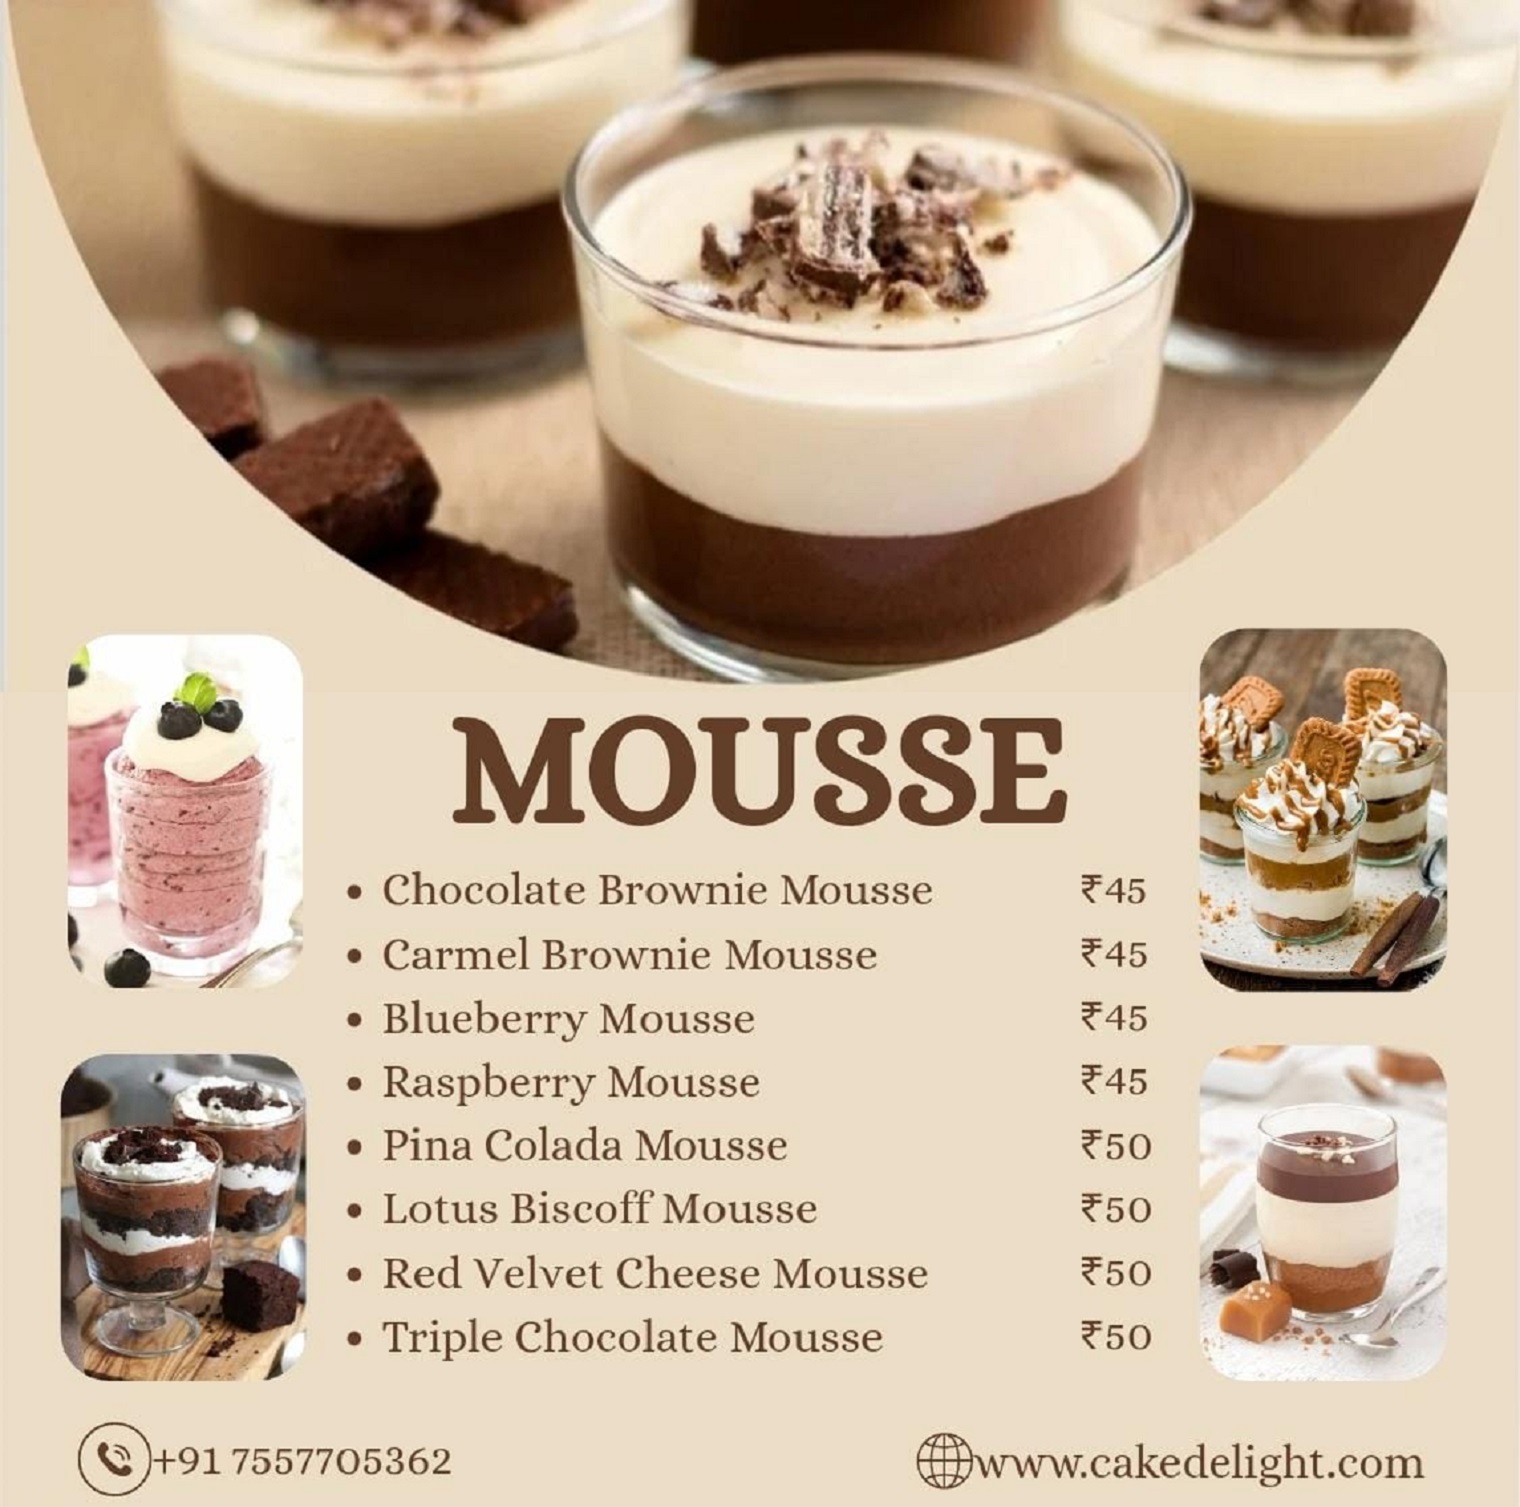 MOUSSE
• Chocolate Brownie Mousse ₹45
• Carmel Brownie Mousse ₹45
• Blueberry Mousse ₹45
• Raspberry Mousse ₹45
• Pina Colada Mousse ₹50
• Lotus Biscoff Mousse ₹50
• Red Velvet Cheese Mousse ₹50
• Triple Chocolate Mousse ₹50
+91 7557705362 www.cakedelight.com